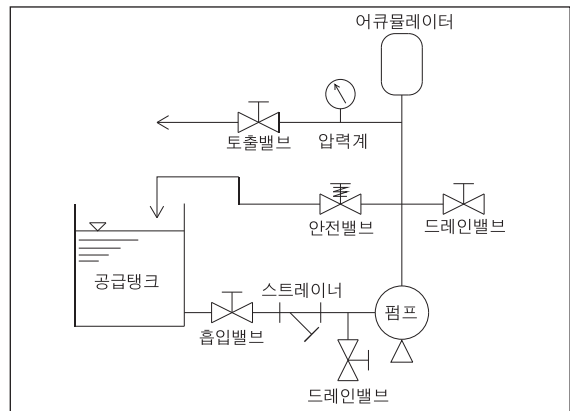 어큐뮬레이터
토출밸브
압력계
안전밸브
드레인밸브
공급탱크
스트레이너
펌프
흡입밸브
드레인밸브